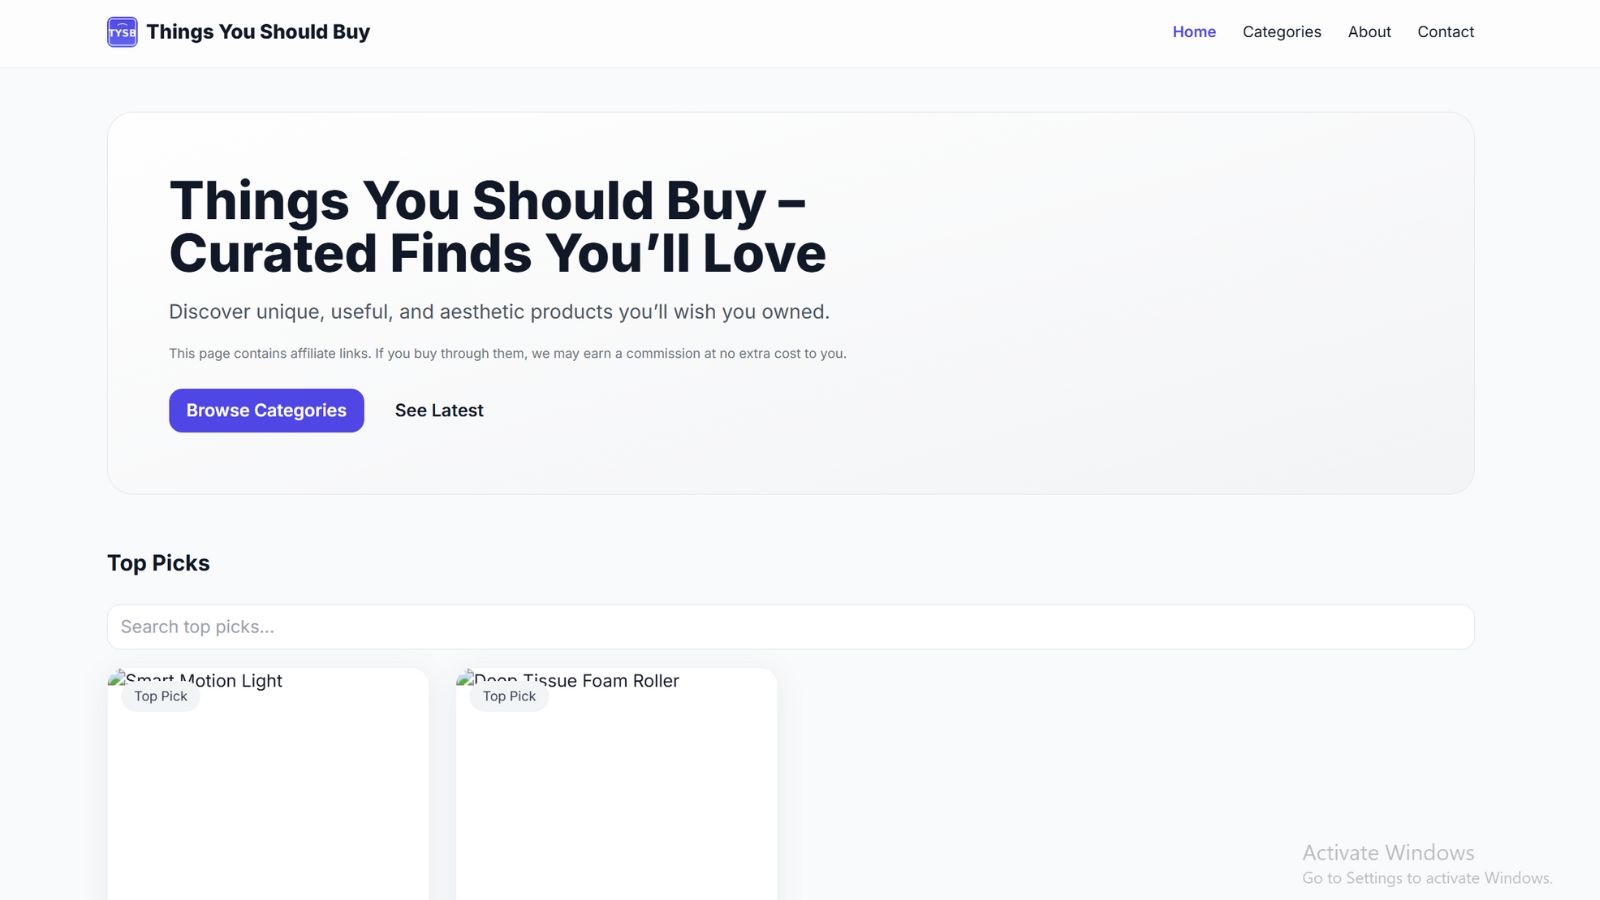 TYSB
Things You Should Buy
Home
Categories
About
Contact
Things You Should Buy –
Curated Finds You’ll Love
Discover unique, useful, and aesthetic products you’ll wish you owned.
This page contains affiliate links. If you buy through them, we may earn a commission at no extra cost to you.
Browse Categories
See Latest
Top Picks
Search top picks...
Smart Motion Light
Top Pick
Deep Tissue Foam Roller
Top Pick
Activate Windows
Go to Settings to activate Windows.